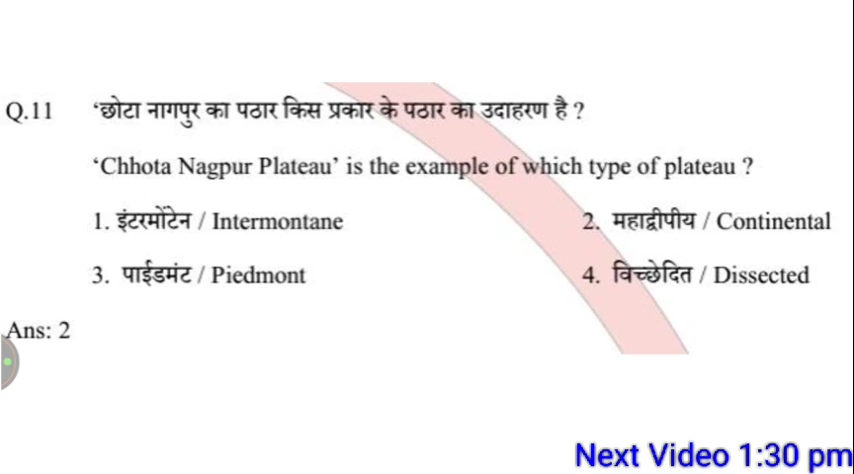 Q.11 ‘छोटा नागपुर का पठार किस प्रकार के पठार का उदाहरण है ?
‘Chhota Nagpur Plateau’ is the example of which type of plateau ?
1. इंटरमोंटेन / Intermontane 2. महाद्वीपीय / Continental
3. पाईडमंट / Piedmont 4. विच्छेदित / Dissected
Ans: 2
Next Video 1:30 pm